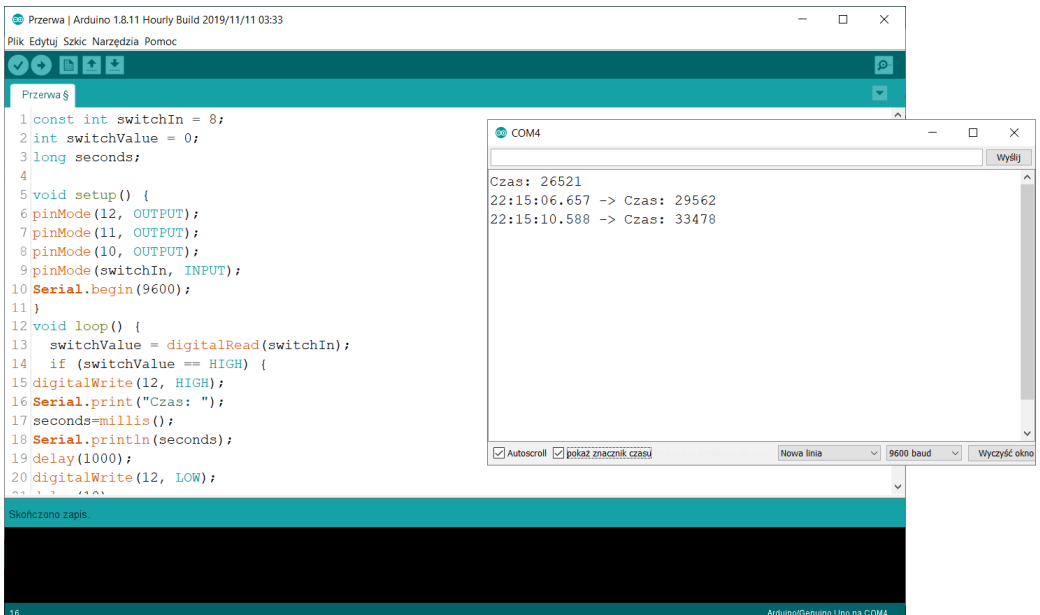 Przerwa | Arduino 1.8.11 Hourly Build 2019/11/11 03:33
Plik Edytuj Szkic Narzędzia Pomoc
Przerwa §
1 const int switchIn = 8;
2 int switchValue = 0;
3 long seconds;
4
5 void setup() {
6 pinMode(12, OUTPUT);
7 pinMode(11, OUTPUT);
8 pinMode(10, OUTPUT);
9 pinMode(switchIn, INPUT);
10 Serial.begin(9600);
11 }
12 void loop() {
13   switchValue = digitalRead(switchIn);
14   if (switchValue == HIGH) {
15 digitalWrite(12, HIGH);
16 Serial.print("Czas: ");
17 seconds=millis();
18 Serial.println(seconds);
19 delay(1000);
20 digitalWrite(12, LOW);
Skończono zapis.
16
Arduino/Genuino Uno na COM4
COM4
Wyślij
Czas: 26521
22:15:06.657 -> Czas: 29562
22:15:10.588 -> Czas: 33478
Autoscroll
pokaż znacznik czasu
Nowa linia
9600 baud
Wyczyść okno